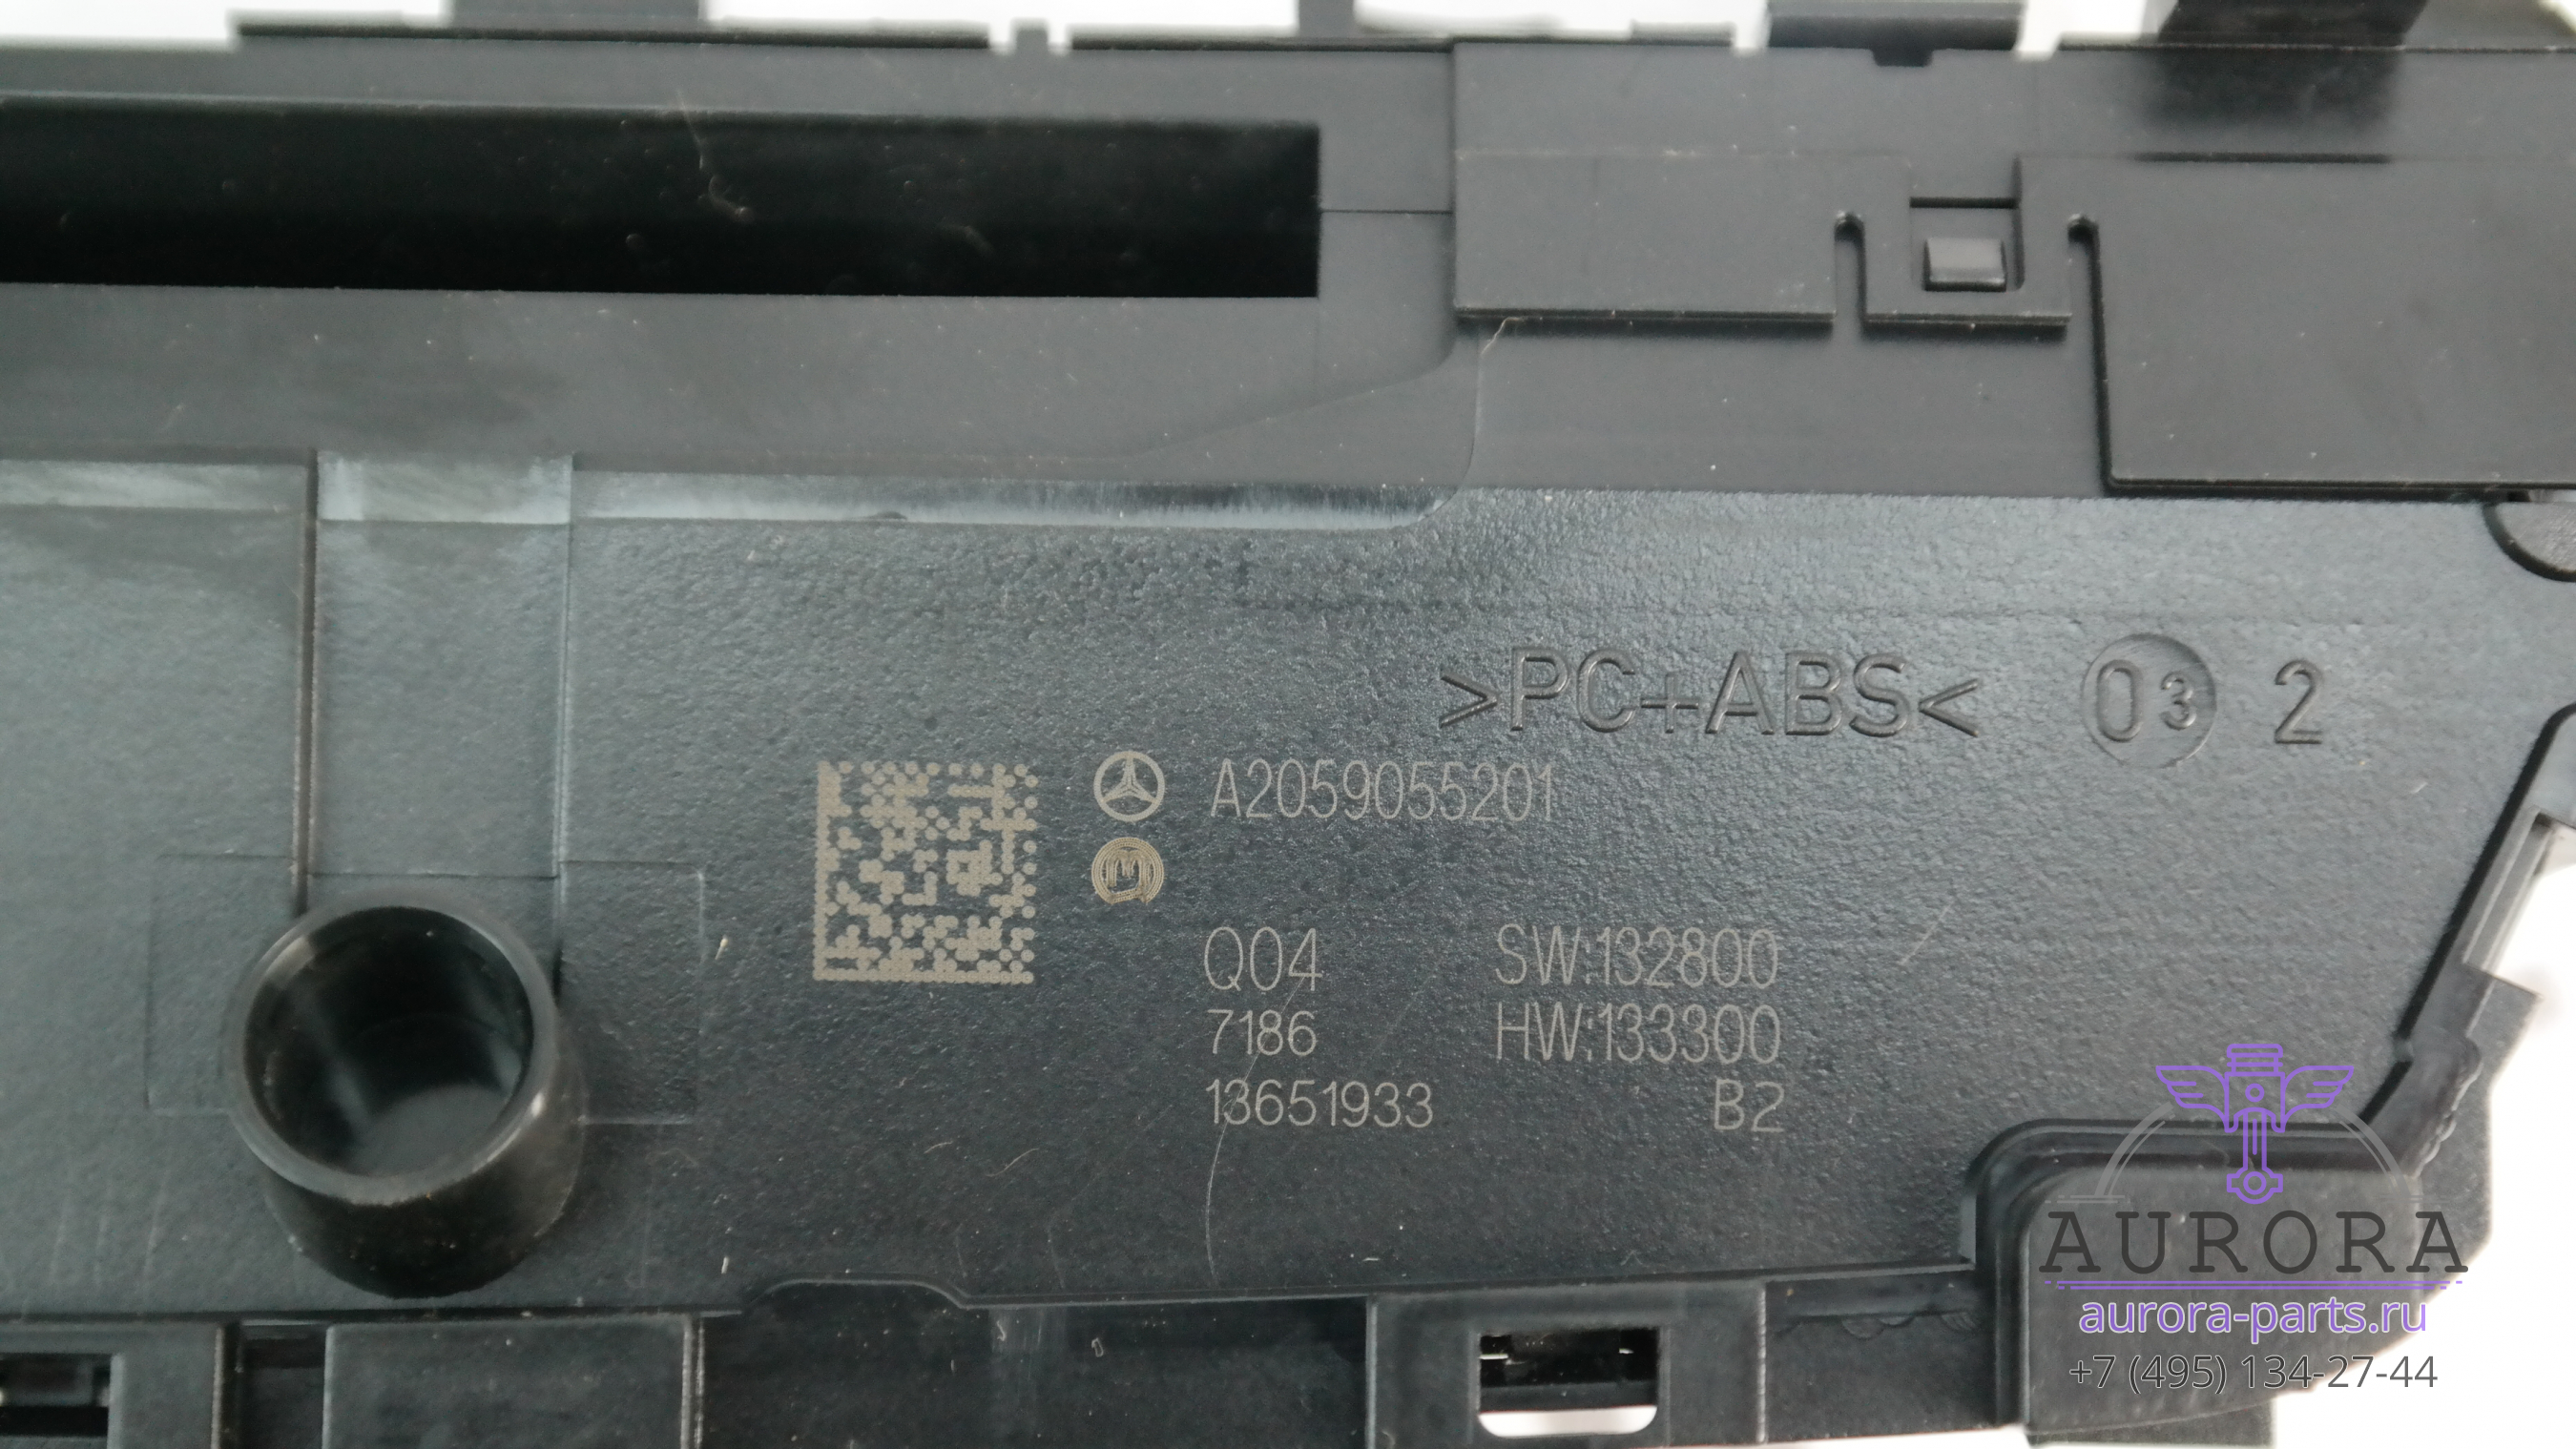 >PC+ABS< 03 2
A2059055201
M
Q04 SW:132800
7186 HW:133300
13651933 B2
AURORA
aurora-parts.ru
+7 (495) 134-27-44